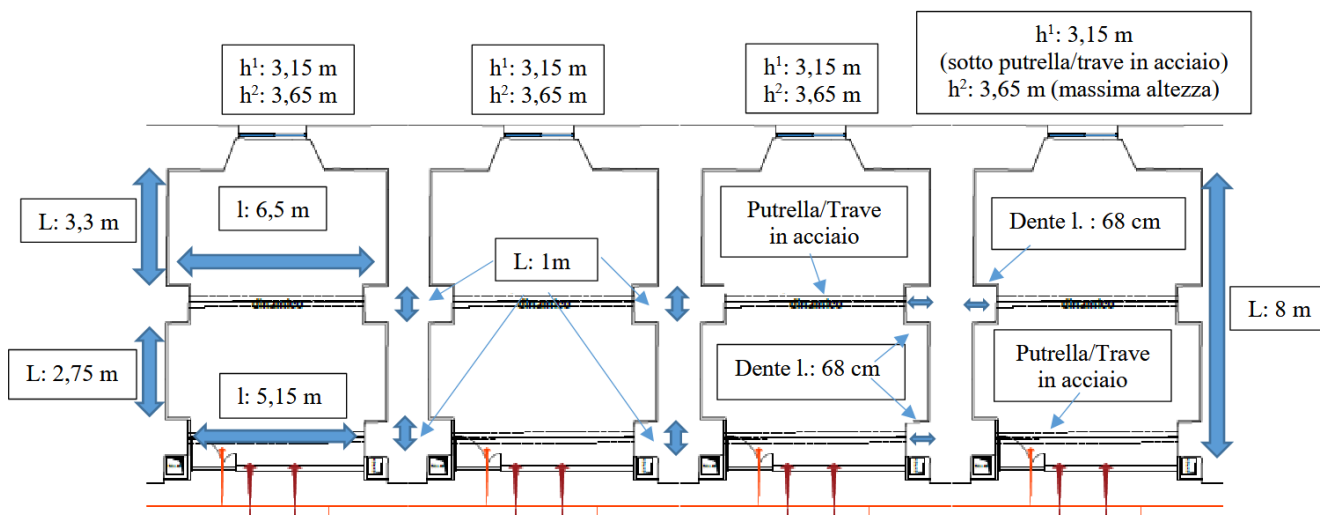 h¹: 3,15 m
h²: 3,65 m
h¹: 3,15 m
h²: 3,65 m
h¹: 3,15 m
h²: 3,65 m
h¹: 3,15 m
(sotto putrella/trave in acciaio)
h²: 3,65 m (massima altezza)
L: 3,3 m
l: 6,5 m
Putrella/Trave
in acciaio
Dente l. : 68 cm
L: 1m
L: 8 m
L: 2,75 m
l: 5,15 m
Dente l.: 68 cm
Putrella/Trave
in acciaio